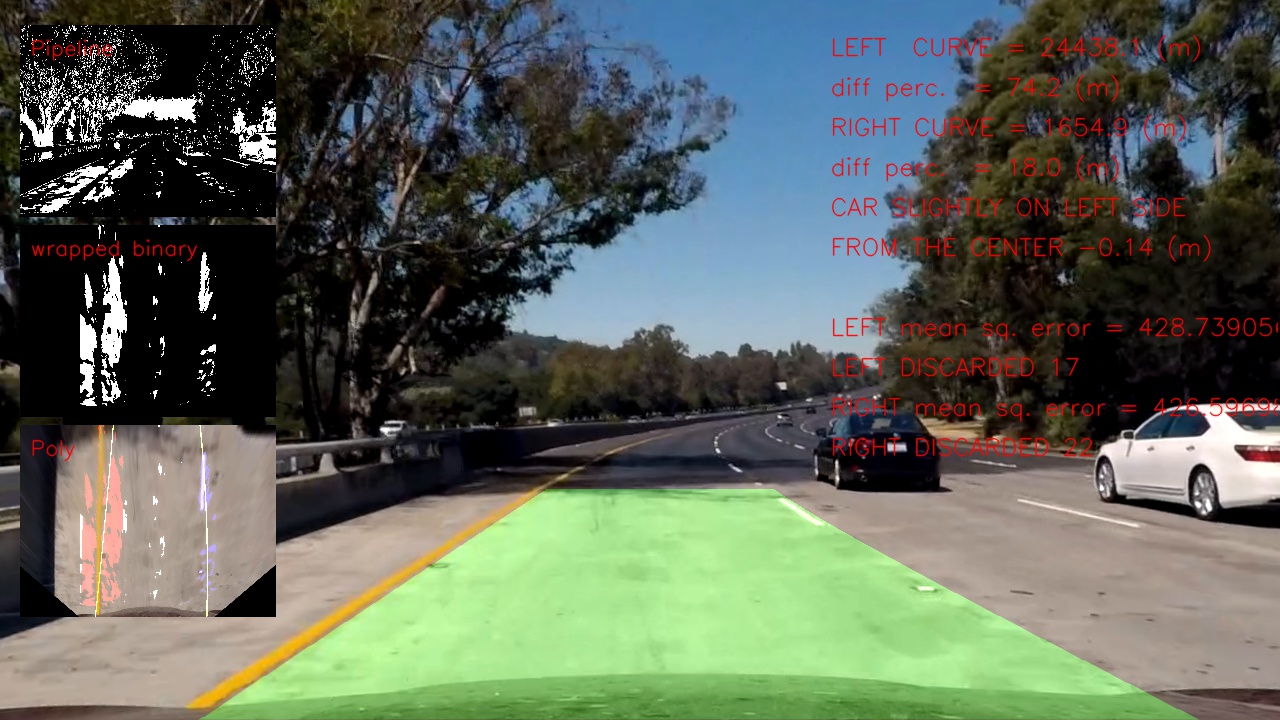 Pipeline
wrapped binary
Poly
LEFT CURVE = 24438.1 (m)
diff perc. = 74.2 (m)
RIGHT CURVE = 1654.9 (m)
diff perc. = 18.0 (m)
CAR SLIGHTLY ON LEFT SIDE
FROM THE CENTER -0.14 (m)
LEFT mean sq. error = 428.73905
LEFT DISCARDED 17
RIGHT mean sq. error = 426.5969
RIGHT DISCARDED 22